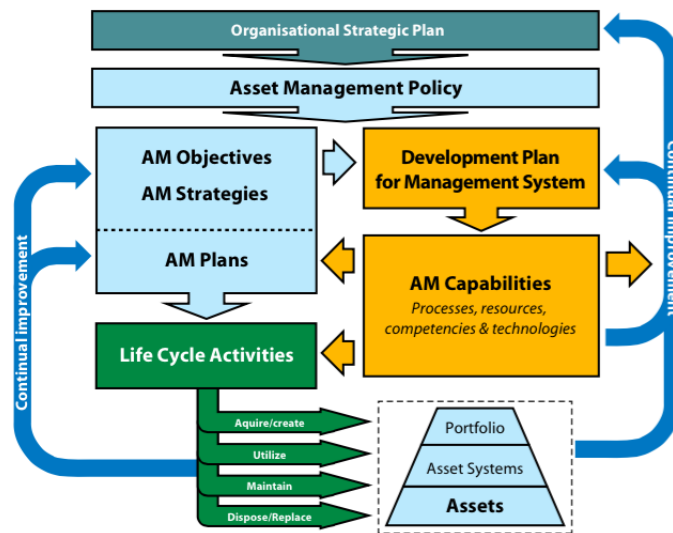 Organisational Strategic Plan
Asset Management Policy
AM Objectives
AM Strategies
Development Plan
for Management System
AM Plans
AM Capabilities
Processes, resources,
competencies & technologies
Life Cycle Activities
Aquire/create
Utilize
Maintain
Dispose/Replace
Portfolio
Asset Systems
Assets
Continual improvement
Continual improvement